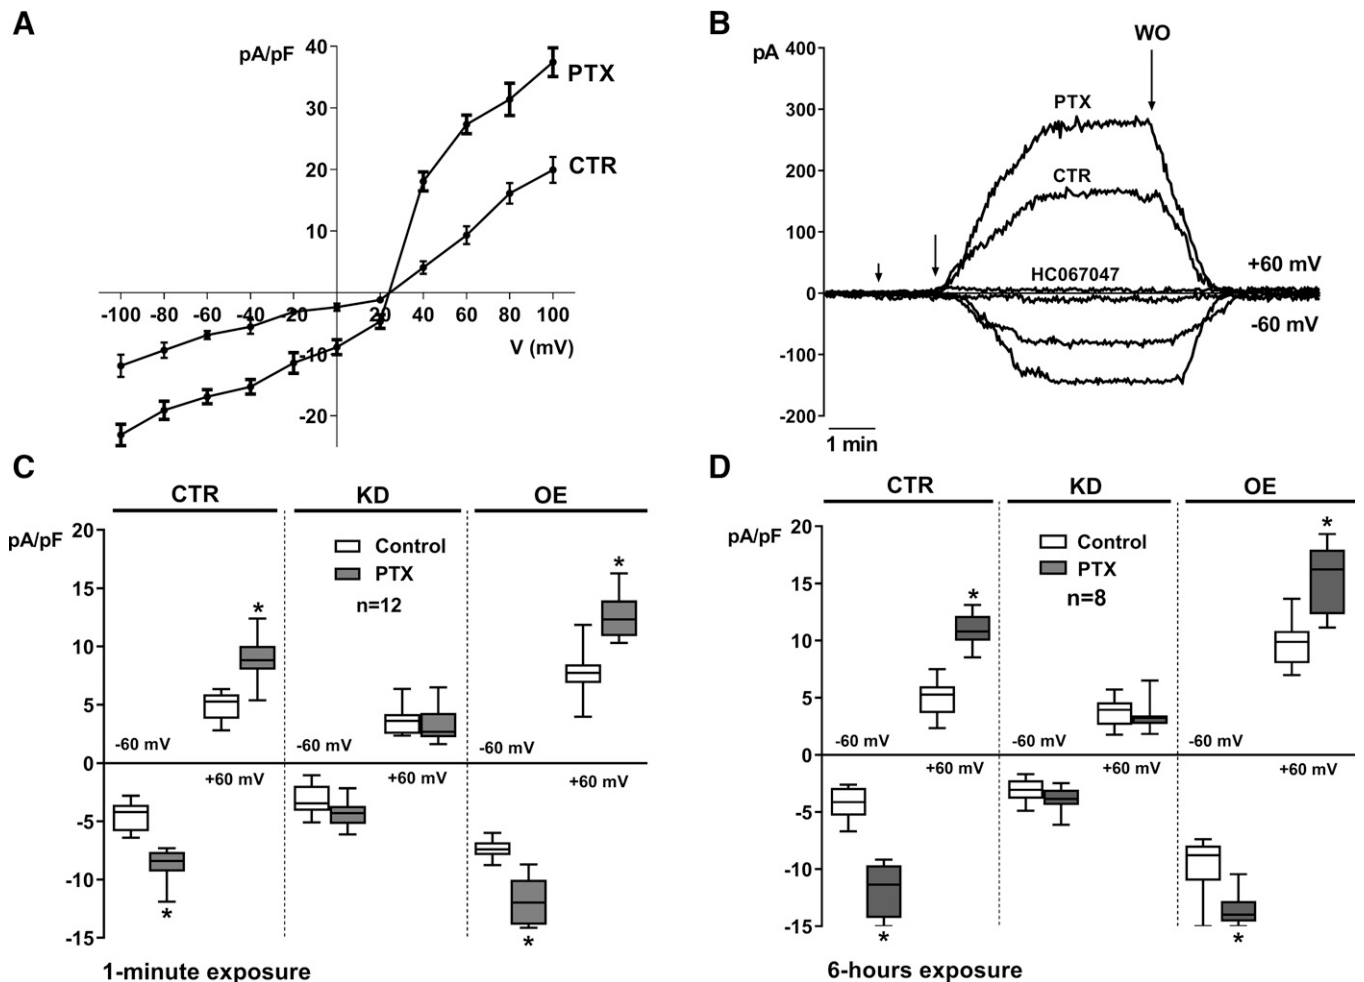 A
pA/pF
40
30
20
10
-10
-20
-100 -80 -60 -40 -20 20 40 60 80 100
V (mV)
PTX
CTR
B
pA
400
300
200
100
0
-100
-200
WO
PTX
CTR
HC067047
+60 mV
-60 mV
1 min
C
CTR KD OE
pA/pF
20
15
10
5
0
-5
-10
-15
Control
PTX
n=12
* *
-60 mV -60 mV -60 mV
+60 mV +60 mV +60 mV
* *
1-minute exposure
D
CTR KD OE
pA/pF
20
15
10
5
0
-5
-10
-15
Control
PTX
n=8
* *
-60 mV -60 mV -60 mV
+60 mV +60 mV +60 mV
* *
6-hours exposure